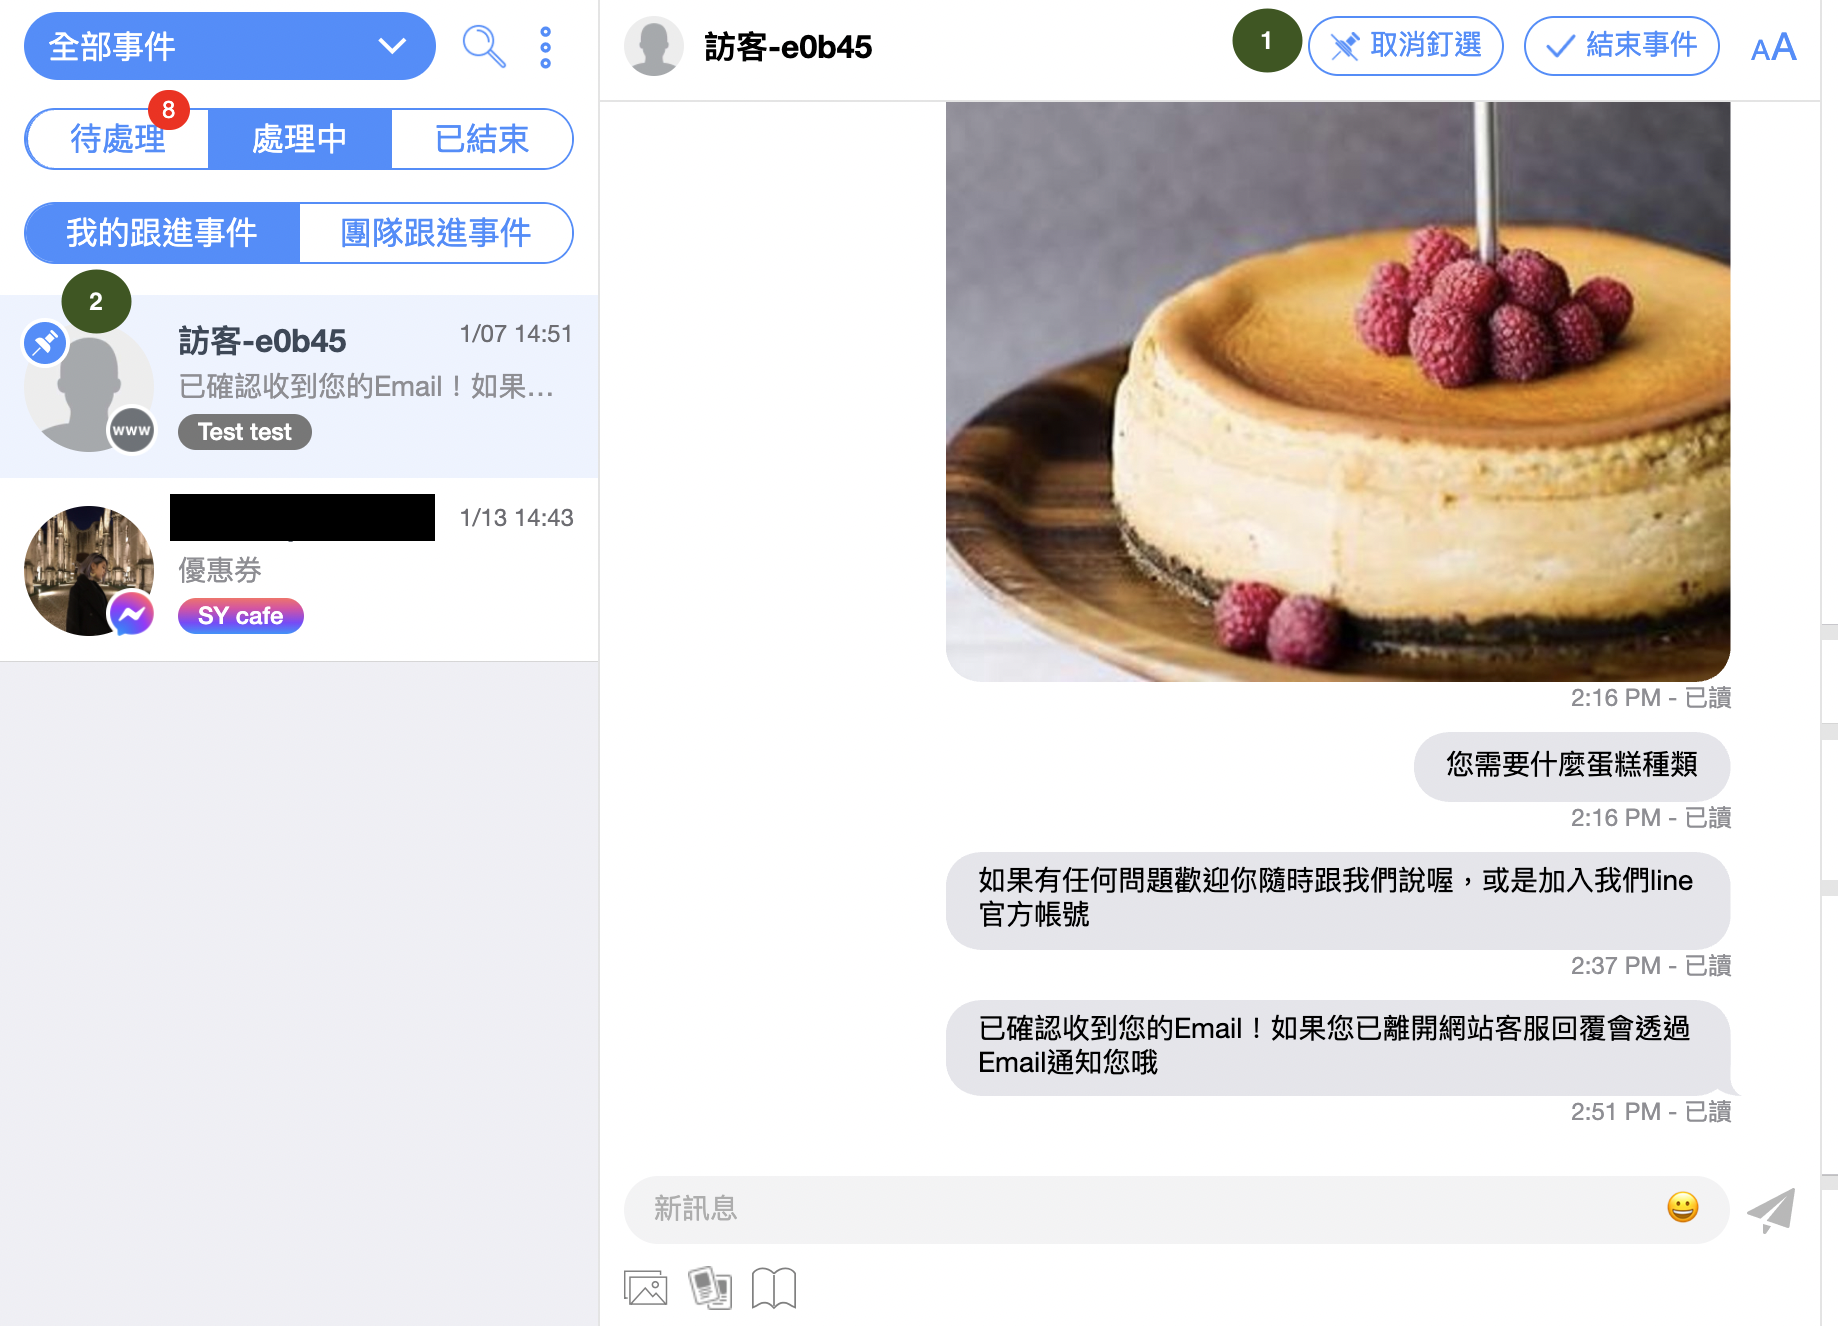 全部事件
8
待處理
處理中
已結束
我的跟進事件
團隊跟進事件
2
訪客-e0b45
1/07 14:51
已確認收到您的Email！如果…
www
Test test
1/13 14:43
優惠券
SY cafe
訪客-e0b45
1
取消釘選
結束事件
AA
2:16 PM - 已讀
您需要什麼蛋糕種類
2:16 PM - 已讀
如果有任何問題歡迎你隨時跟我們說喔，或是加入我們line
官方帳號
2:37 PM - 已讀
已確認收到您的Email！如果您已離開網站客服回覆會透過
Email通知您哦
2:51 PM - 已讀
新訊息